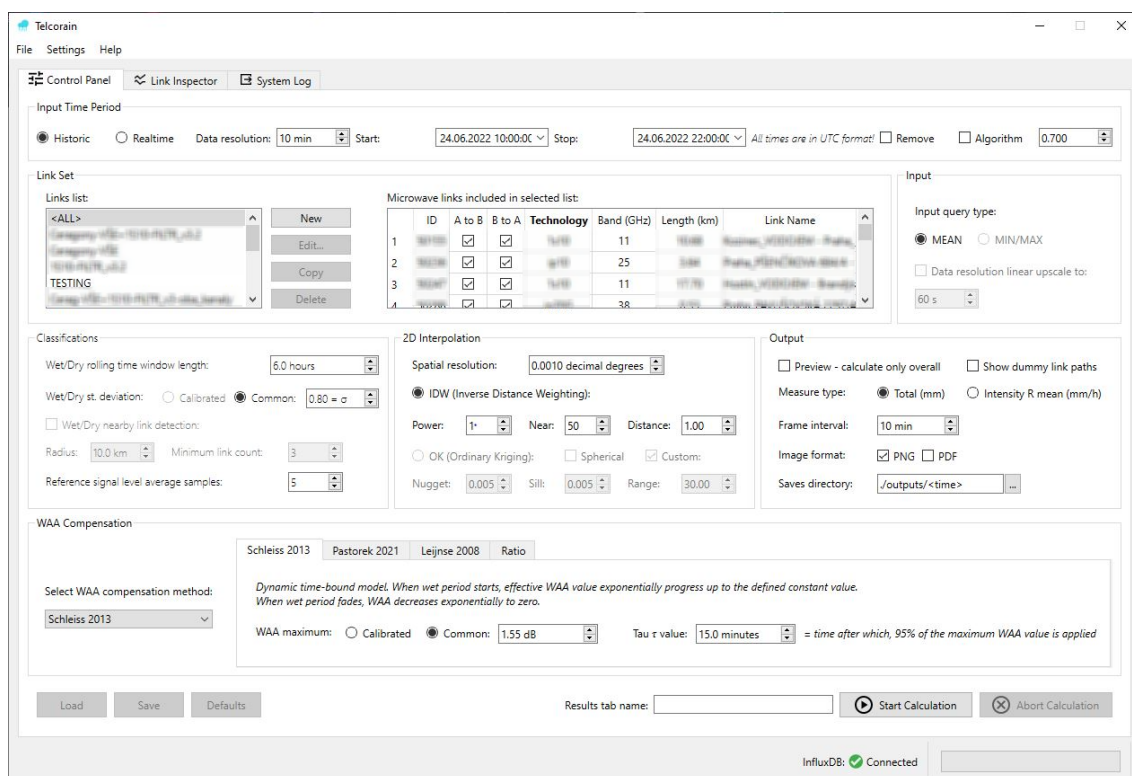 Telcorain
File Settings Help
Control Panel Link Inspector System Log
Input Time Period
Historic Realtime Data resolution: 10 min Start: 24.06.2022 10:00:00 Stop: 24.06.2022 22:00:00 All times are in UTC format! Remove Algorithm 0.700
Link Set
Links list:
<ALL>
TESTING
New
Edit...
Copy
Delete
Microwave links included in selected list:
ID A to B B to A Technology Band (GHz) Length (km) Link Name
1 11
2 25
3 11
4 38
Input
Input query type:
MEAN MIN/MAX
Data resolution linear upscale to:
60 s
Classifications
Wet/Dry rolling time window length: 6.0 hours
Wet/Dry st. deviation: Calibrated Common: 0.80 = σ
Wet/Dry nearby link detection:
Radius: 10.0 km Minimum link count: 3
Reference signal level average samples: 5
2D Interpolation
Spatial resolution: 0.0010 decimal degrees
IDW (Inverse Distance Weighting):
Power: 1* Near: 50 Distance: 1.00
OK (Ordinary Kriging): Spherical Custom:
Nugget: 0.005 Sill: 0.005 Range: 30.00
Output
Preview - calculate only overall Show dummy link paths
Measure type: Total (mm) Intensity R mean (mm/h)
Frame interval: 10 min
Image format: PNG PDF
Saves directory: ./outputs/<time> ...
WAA Compensation
Select WAA compensation method:
Schleiss 2013
Schleiss 2013 Pastorek 2021 Leijnse 2008 Ratio
Dynamic time-bound model. When wet period starts, effective WAA value exponentially progress up to the defined constant value.
When wet period fades, WAA decreases exponentially to zero.
WAA maximum: Calibrated Common: 1.55 dB Tau τ value: 15.0 minutes = time after which, 95% of the maximum WAA value is applied
Load Save Defaults Results tab name: Start Calculation Abort Calculation
InfluxDB: Connected